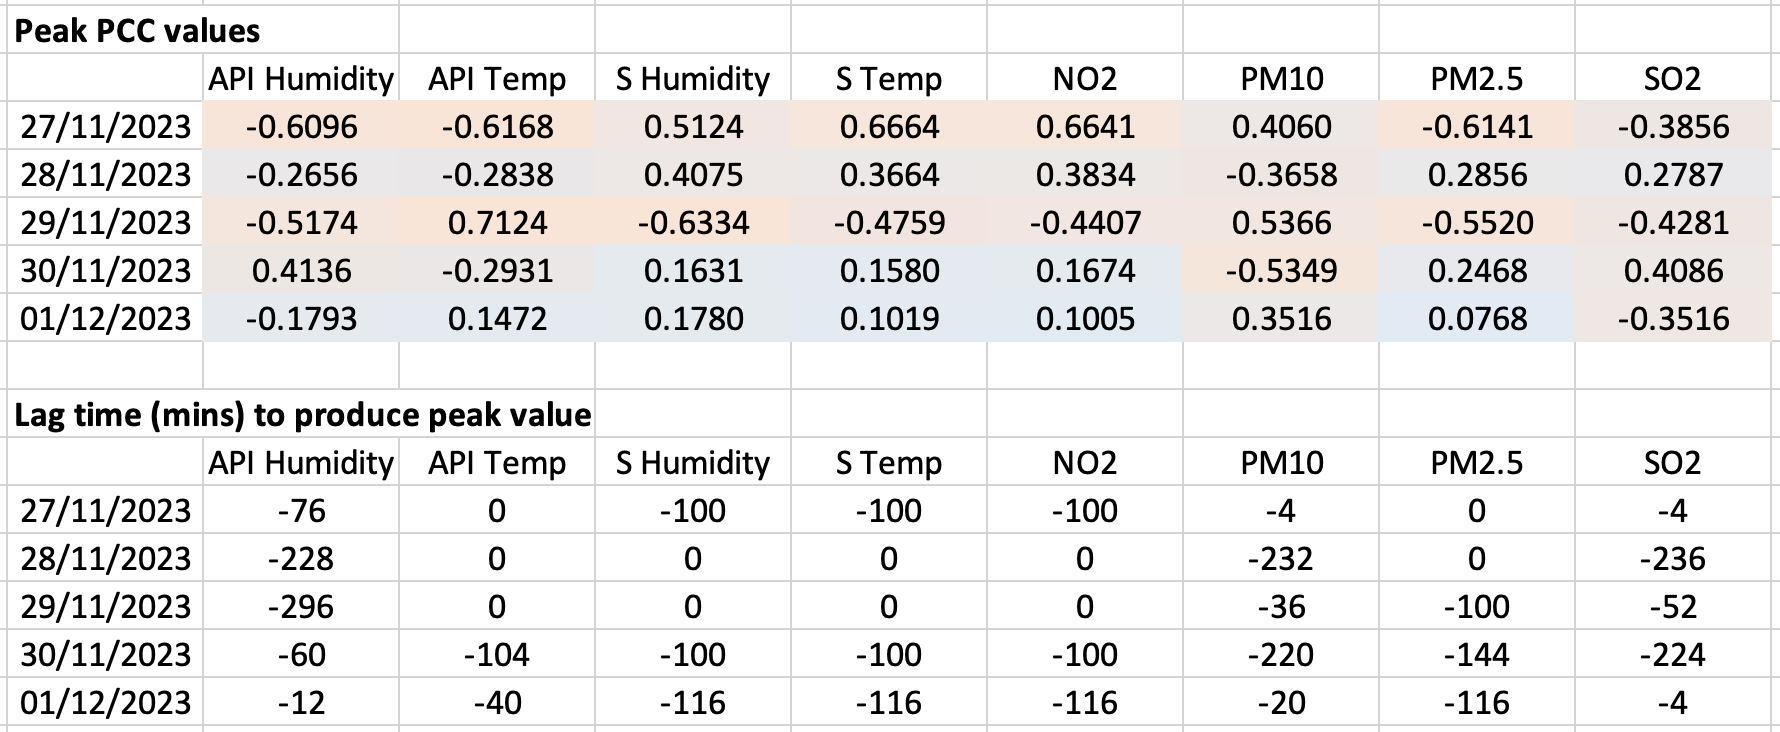 Peak PCC values
API Humidity API Temp S Humidity S Temp NO2 PM10 PM2.5 SO2
27/11/2023 -0.6096 -0.6168 0.5124 0.6664 0.6641 0.4060 -0.6141 -0.3856
28/11/2023 -0.2656 -0.2838 0.4075 0.3664 0.3834 -0.3658 0.2856 0.2787
29/11/2023 -0.5174 0.7124 -0.6334 -0.4759 -0.4407 0.5366 -0.5520 -0.4281
30/11/2023 0.4136 -0.2931 0.1631 0.1580 0.1674 -0.5349 0.2468 0.4086
01/12/2023 -0.1793 0.1472 0.1780 0.1019 0.1005 0.3516 0.0768 -0.3516
Lag time (mins) to produce peak value
API Humidity API Temp S Humidity S Temp NO2 PM10 PM2.5 SO2
27/11/2023 -76 0 -100 -100 -100 -4 0 -4
28/11/2023 -228 0 0 0 0 -232 0 -236
29/11/2023 -296 0 0 0 0 -36 -100 -52
30/11/2023 -60 -104 -100 -100 -100 -220 -144 -224
01/12/2023 -12 -40 -116 -116 -116 -20 -116 -4